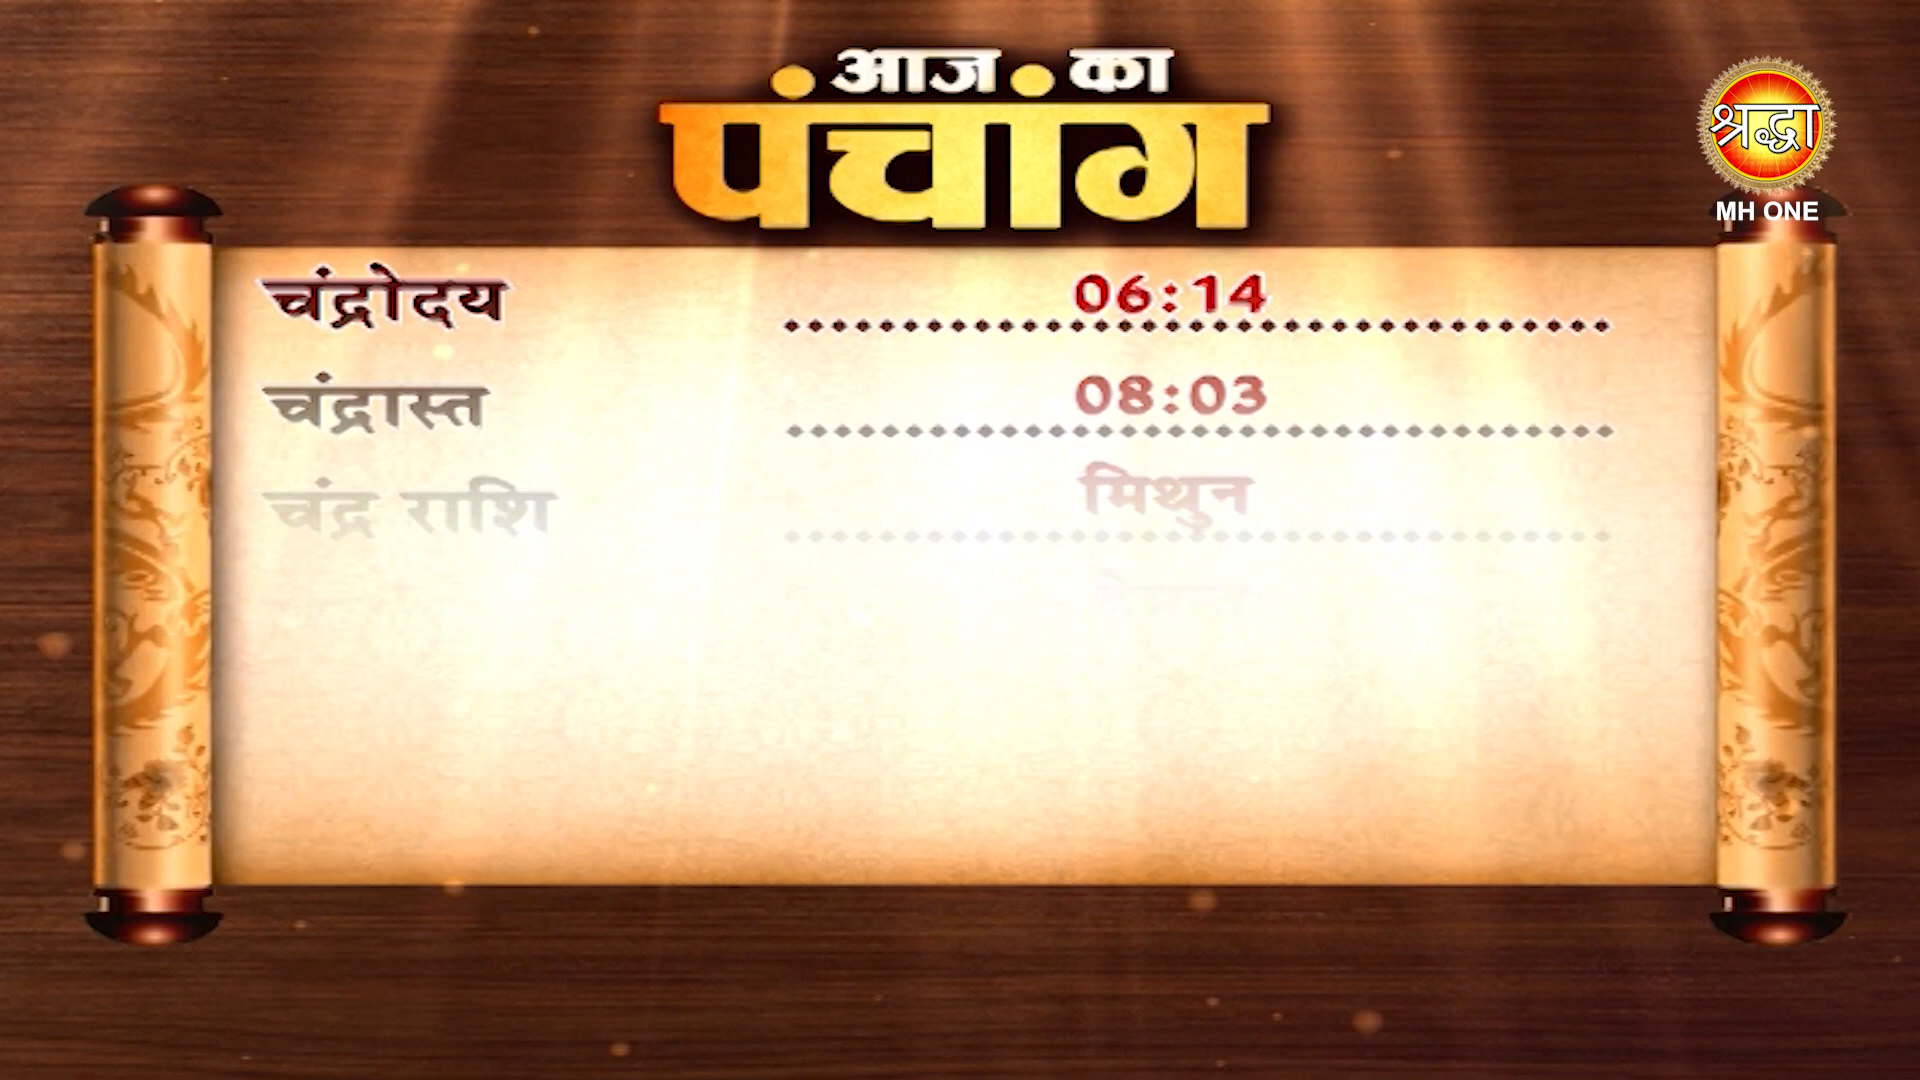 आज का
पंचांग
श्रद्धा
MH ONE
चंद्रोदय 06:14
चंद्रास्त 08:03
चंद्र राशि मिथुन